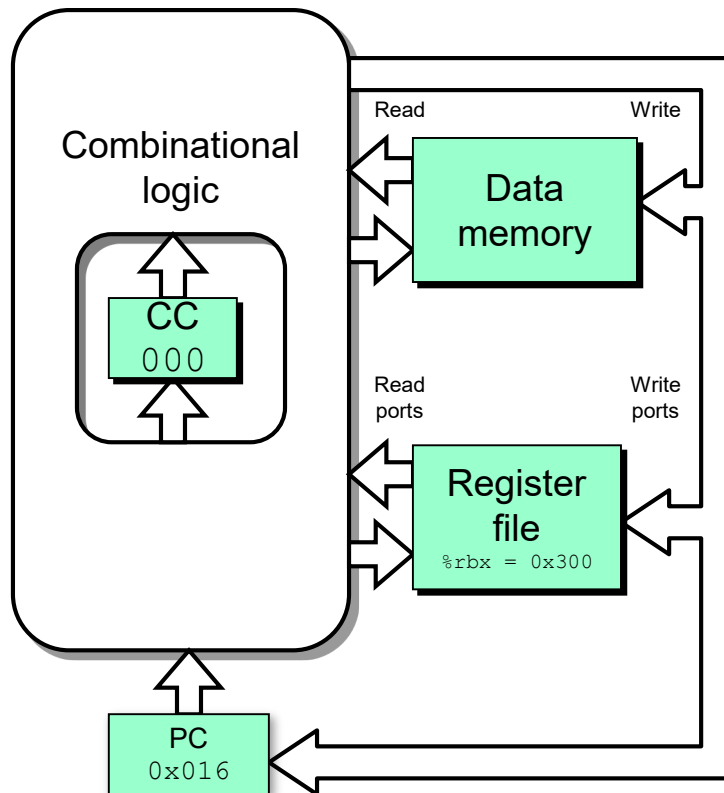 Read
Write
Combinational
logic
Data
memory
CC
000
Read
ports
Write
ports
Register
file
%rbx = 0x300
PC
0x016